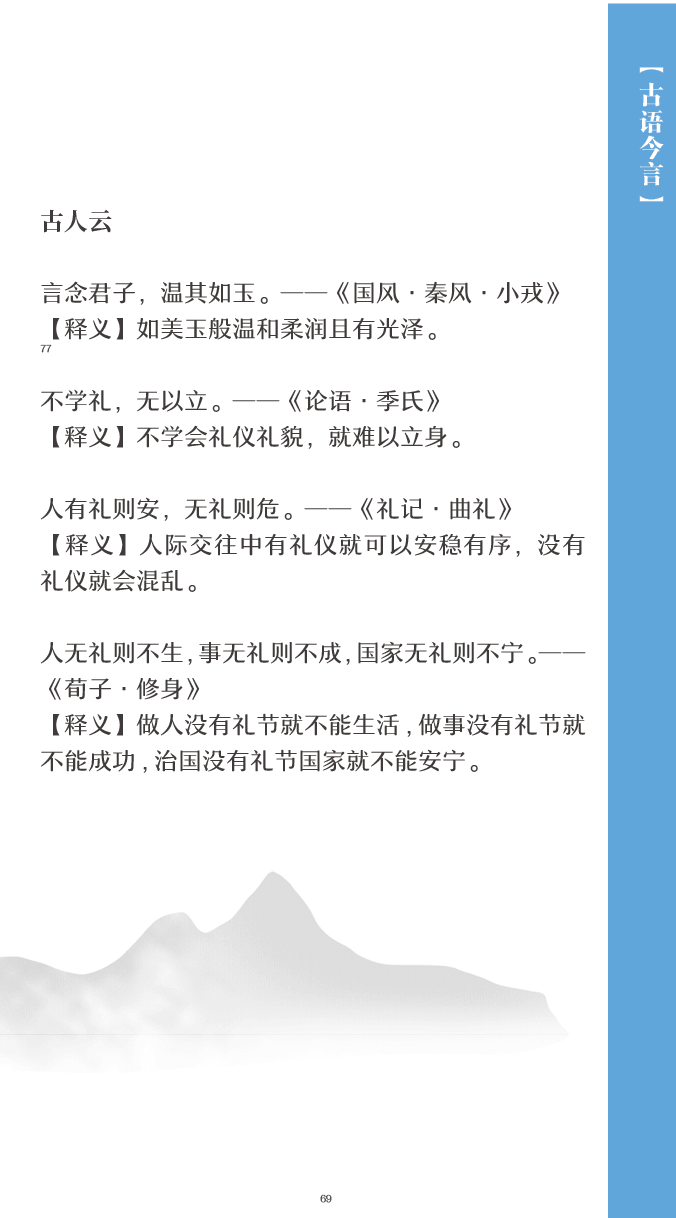 【古语今言】
古人云
言念君子，温其如玉。——《国风·秦风·小戎》
【释义】如美玉般温和柔润且有光泽。
77
不学礼，无以立。——《论语·季氏》
【释义】不学会礼仪礼貌，就难以立身。
人有礼则安，无礼则危。——《礼记·曲礼》
【释义】人际交往中有礼仪就可以安稳有序，没有
礼仪就会混乱。
人无礼则不生,事无礼则不成,国家无礼则不宁。——
《荀子·修身》
【释义】做人没有礼节就不能生活,做事没有礼节就
不能成功,治国没有礼节国家就不能安宁。
69